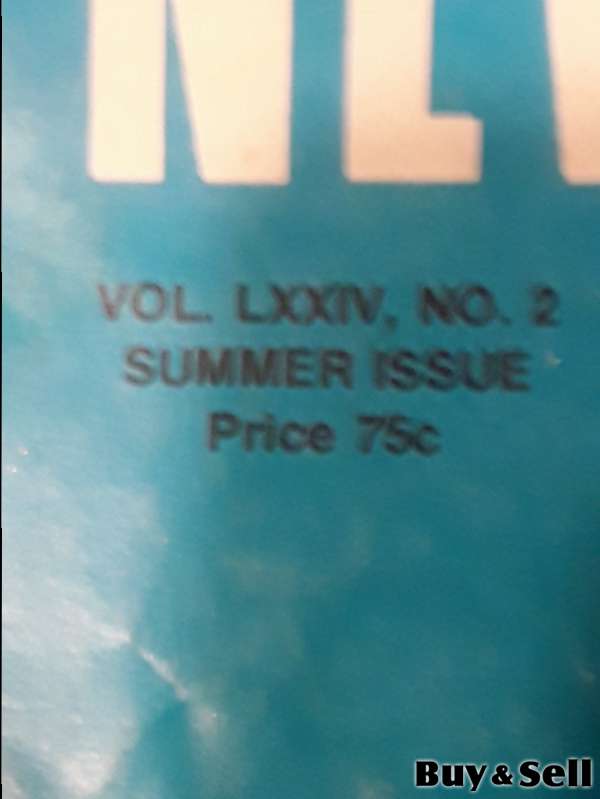 VOL. LXXIV, NO. 2
SUMMER ISSUE
Price 75c
Buy & Sell